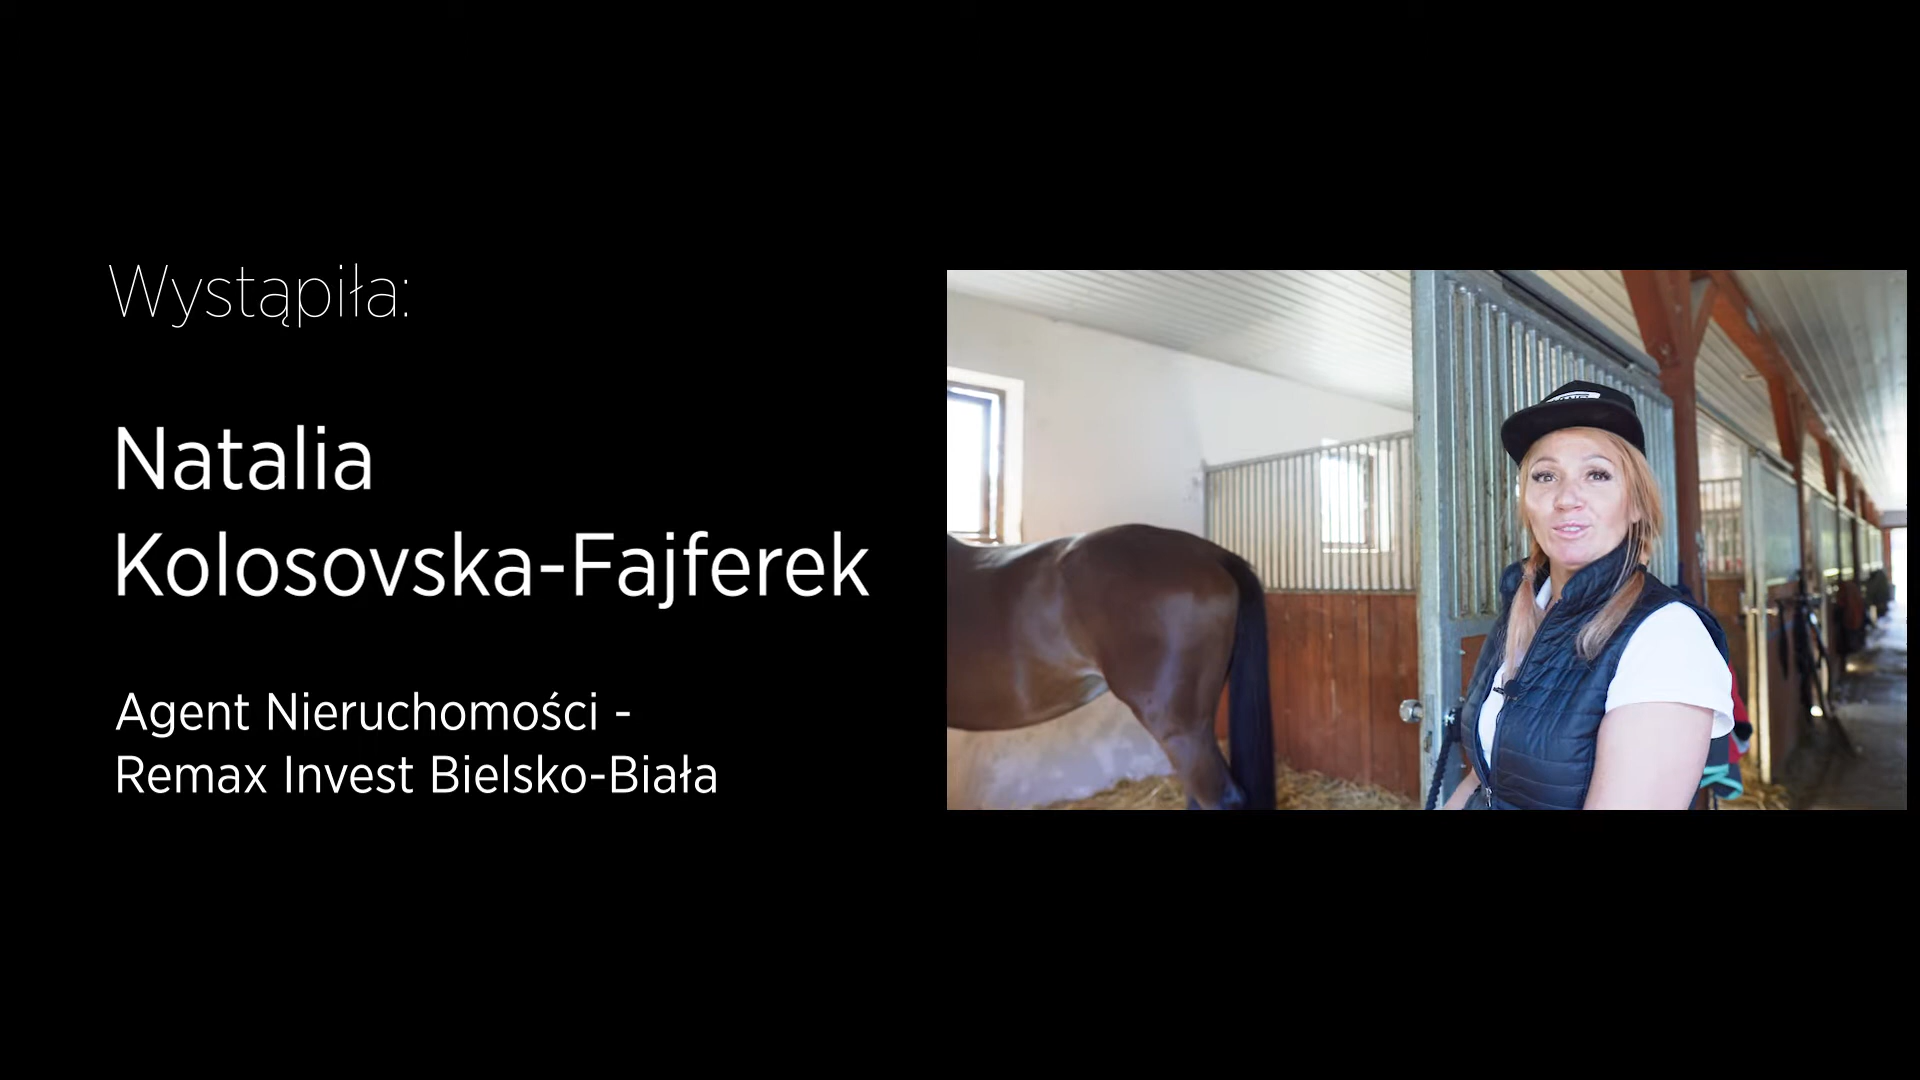 Wystąpiła:
Natalia
Kolosovska-Fajferek
Agent Nieruchomości -
Remax Invest Bielsko-Biała